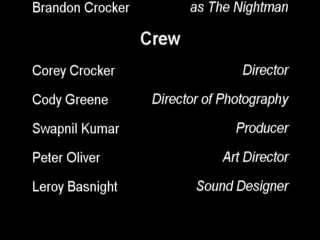 Brandon Crocker as The Nightman
Crew
Corey Crocker Director
Cody Greene Director of Photography
Swapnil Kumar Producer
Peter Oliver Art Director
Leroy Basnight Sound Designer